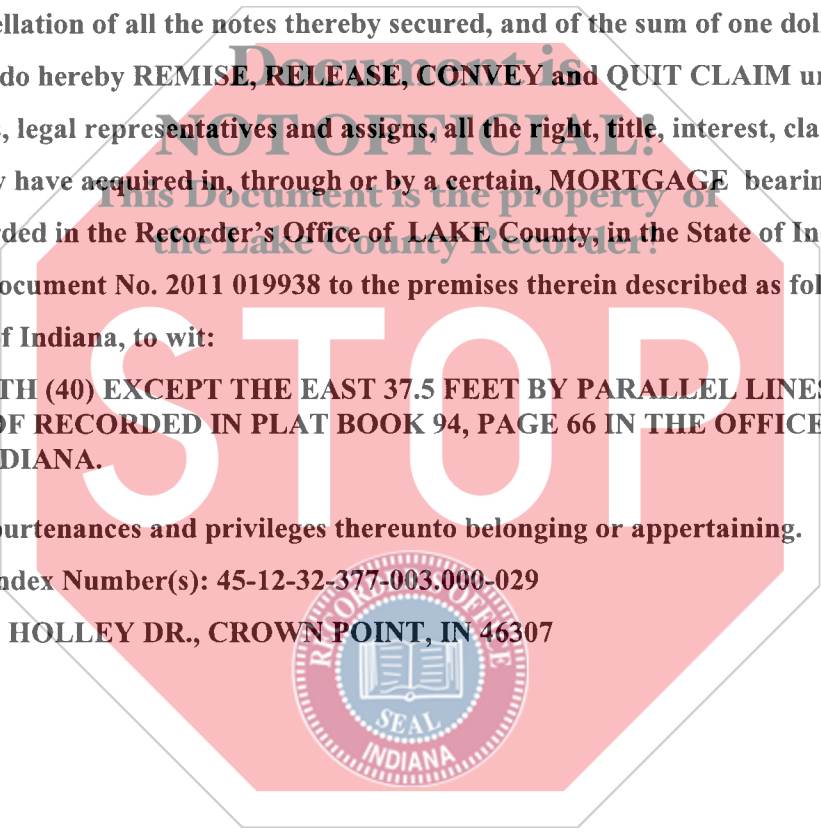 ellation of all the notes thereby secured, and of the sum of one dol
Document is
do hereby REMISE, RELEASE, CONVEY and QUIT CLAIM un
NOT OFFICIAL!
, legal representatives and assigns, all the right, title, interest, cla
This Document is the property of
y have acquired in, through or by a certain, MORTGAGE bearin
the Lake County Recorder!
ded in the Recorder's Office of LAKE County, in the State of In
ocument No. 2011 019938 to the premises therein described as fol
f Indiana, to wit:
STOP
TH (40) EXCEPT THE EAST 37.5 FEET BY PARALLEL LINES
OF RECORDED IN PLAT BOOK 94, PAGE 66 IN THE OFFICE
DIANA.
ourtenances and privileges thereunto belonging or appertaining.
ndex Number(s): 45-12-32-377-003.000-029
HOLLEY DR., CROWN POINT, IN 46307
RECORDER'S OFFICE
SEAL
INDIANA